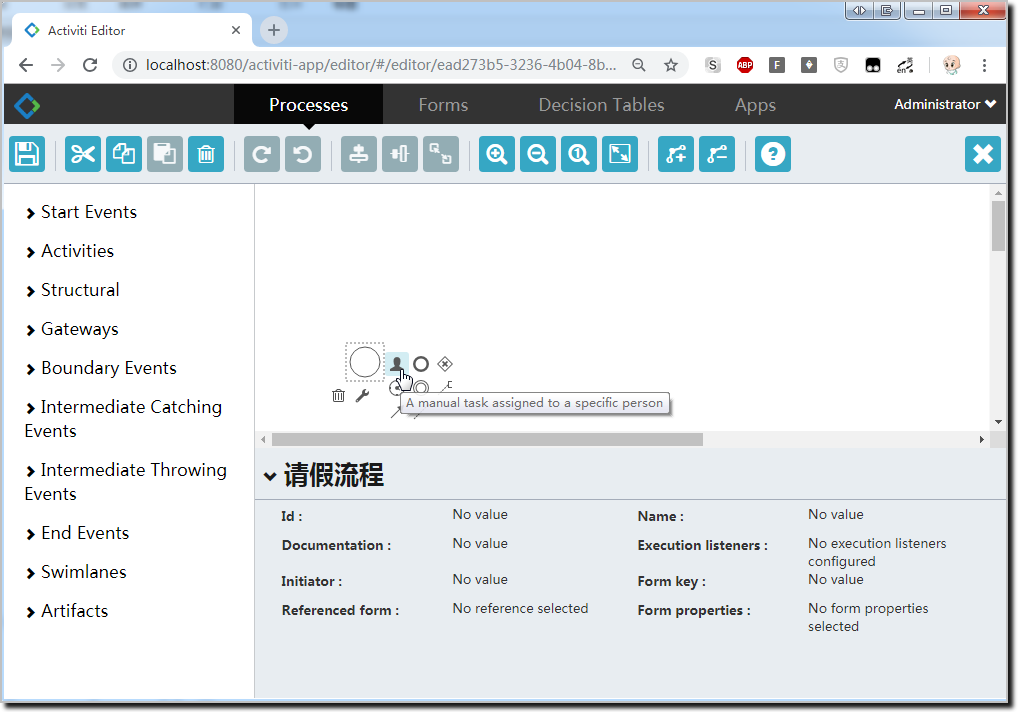 Activiti Editor
localhost:8080/activiti-app/editor/#/editor/ead273b5-3236-4b04-8b...
S
ABP
F
en
Processes
Forms
Decision Tables
Apps
Administrator
1
?
Start Events
Activities
Structural
Gateways
Boundary Events
Intermediate Catching
Events
Intermediate Throwing
Events
End Events
Swimlanes
Artifacts
A manual task assigned to a specific person
请假流程
Id :
No value
Name :
No value
Documentation :
No value
Execution listeners :
No execution listeners
configured
Initiator :
No value
Form key :
No value
Referenced form :
No reference selected
Form properties :
No form properties
selected